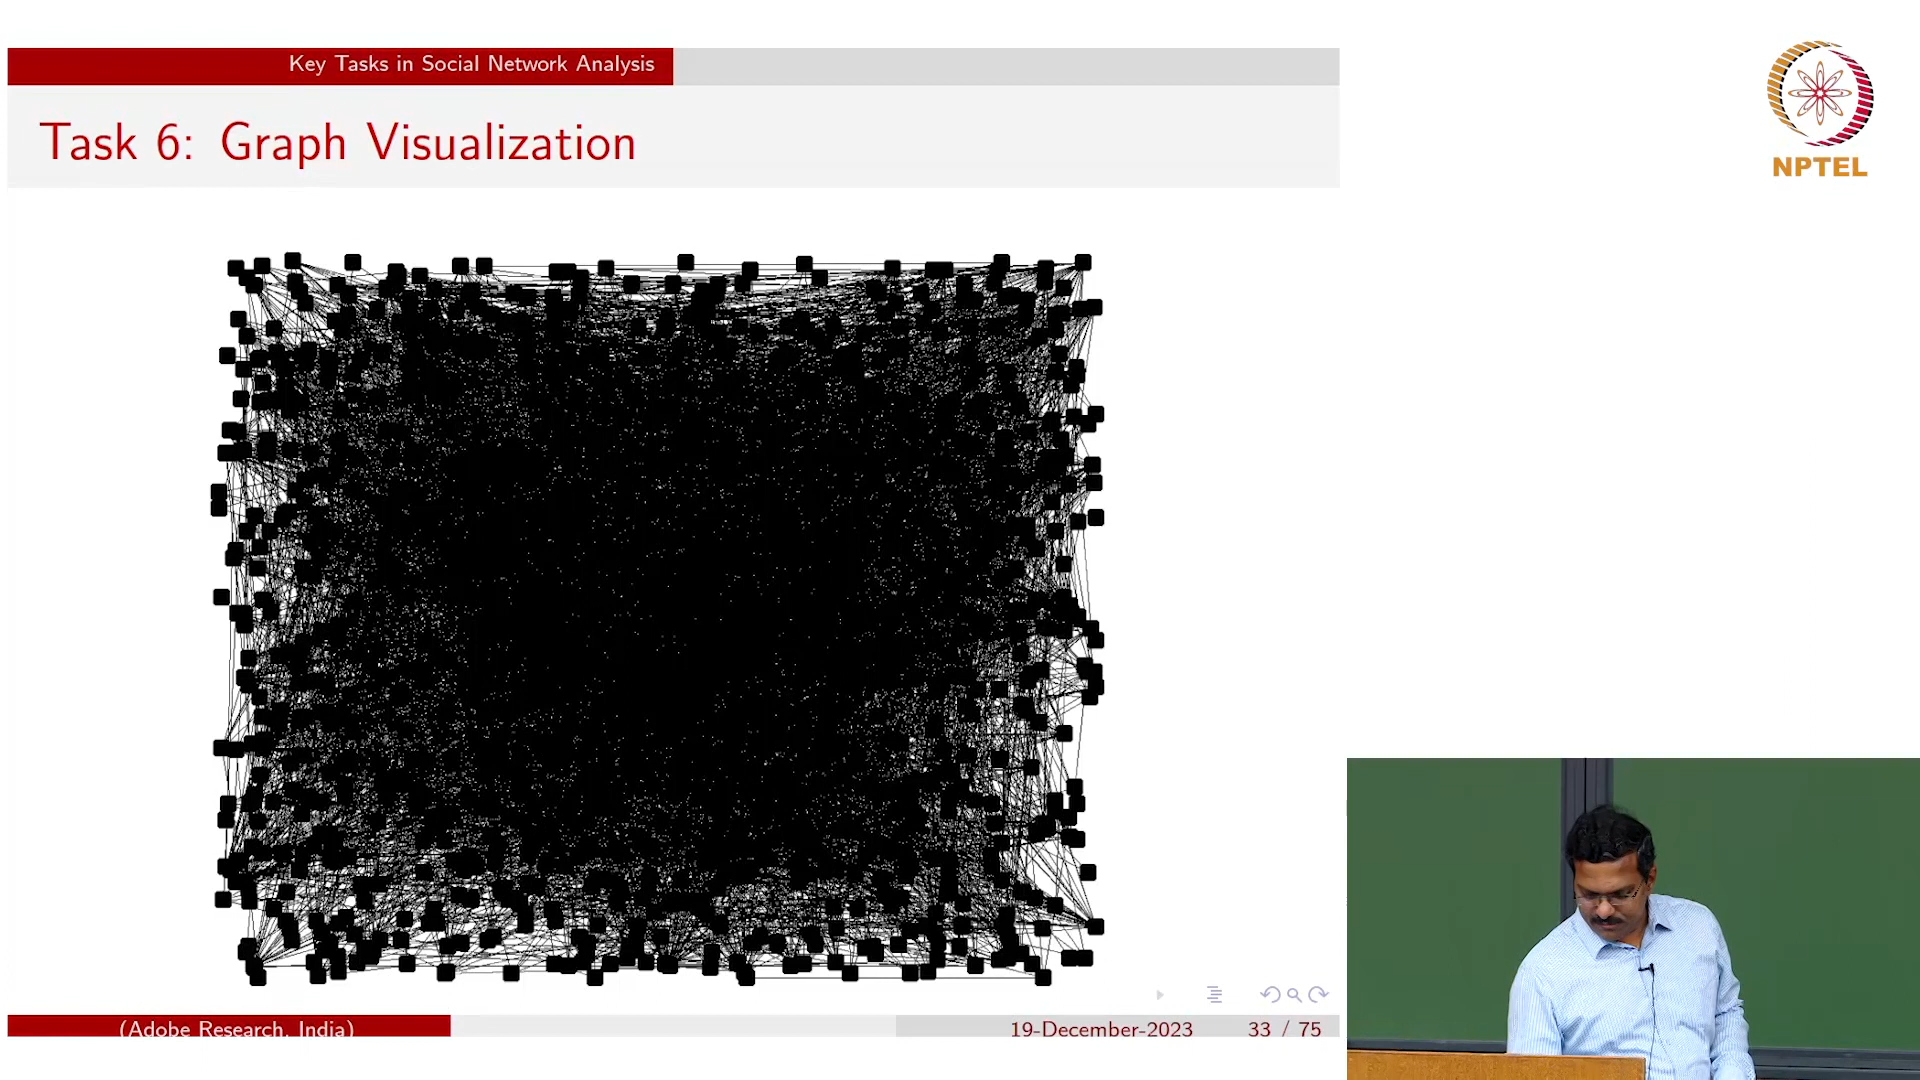 Key Tasks in Social Network Analysis
Task 6: Graph Visualization
NPTEL
(Adobe Research, India)
19-December-2023
33 / 75